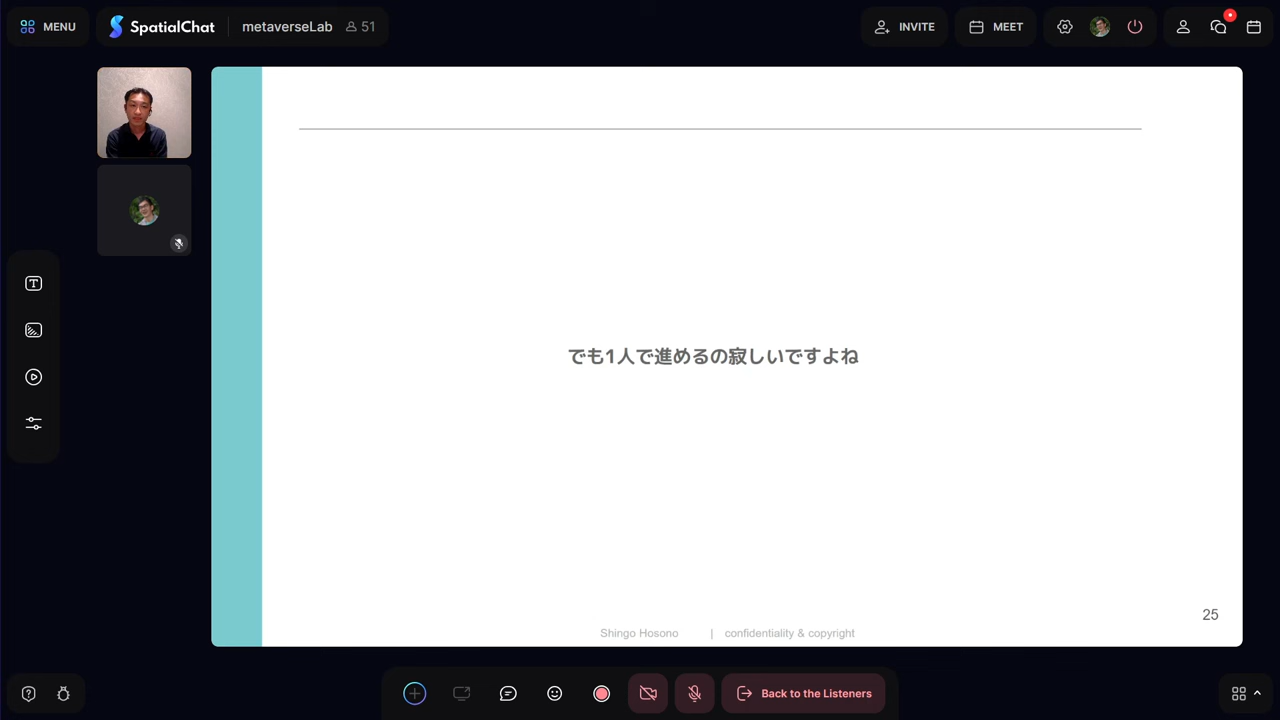 MENU
SpatialChat
metaverseLab
51
INVITE
MEET
でも1人で進めるの寂しいですよね
25
Shingo Hosono | confidentiality & copyright
Back to the Listeners